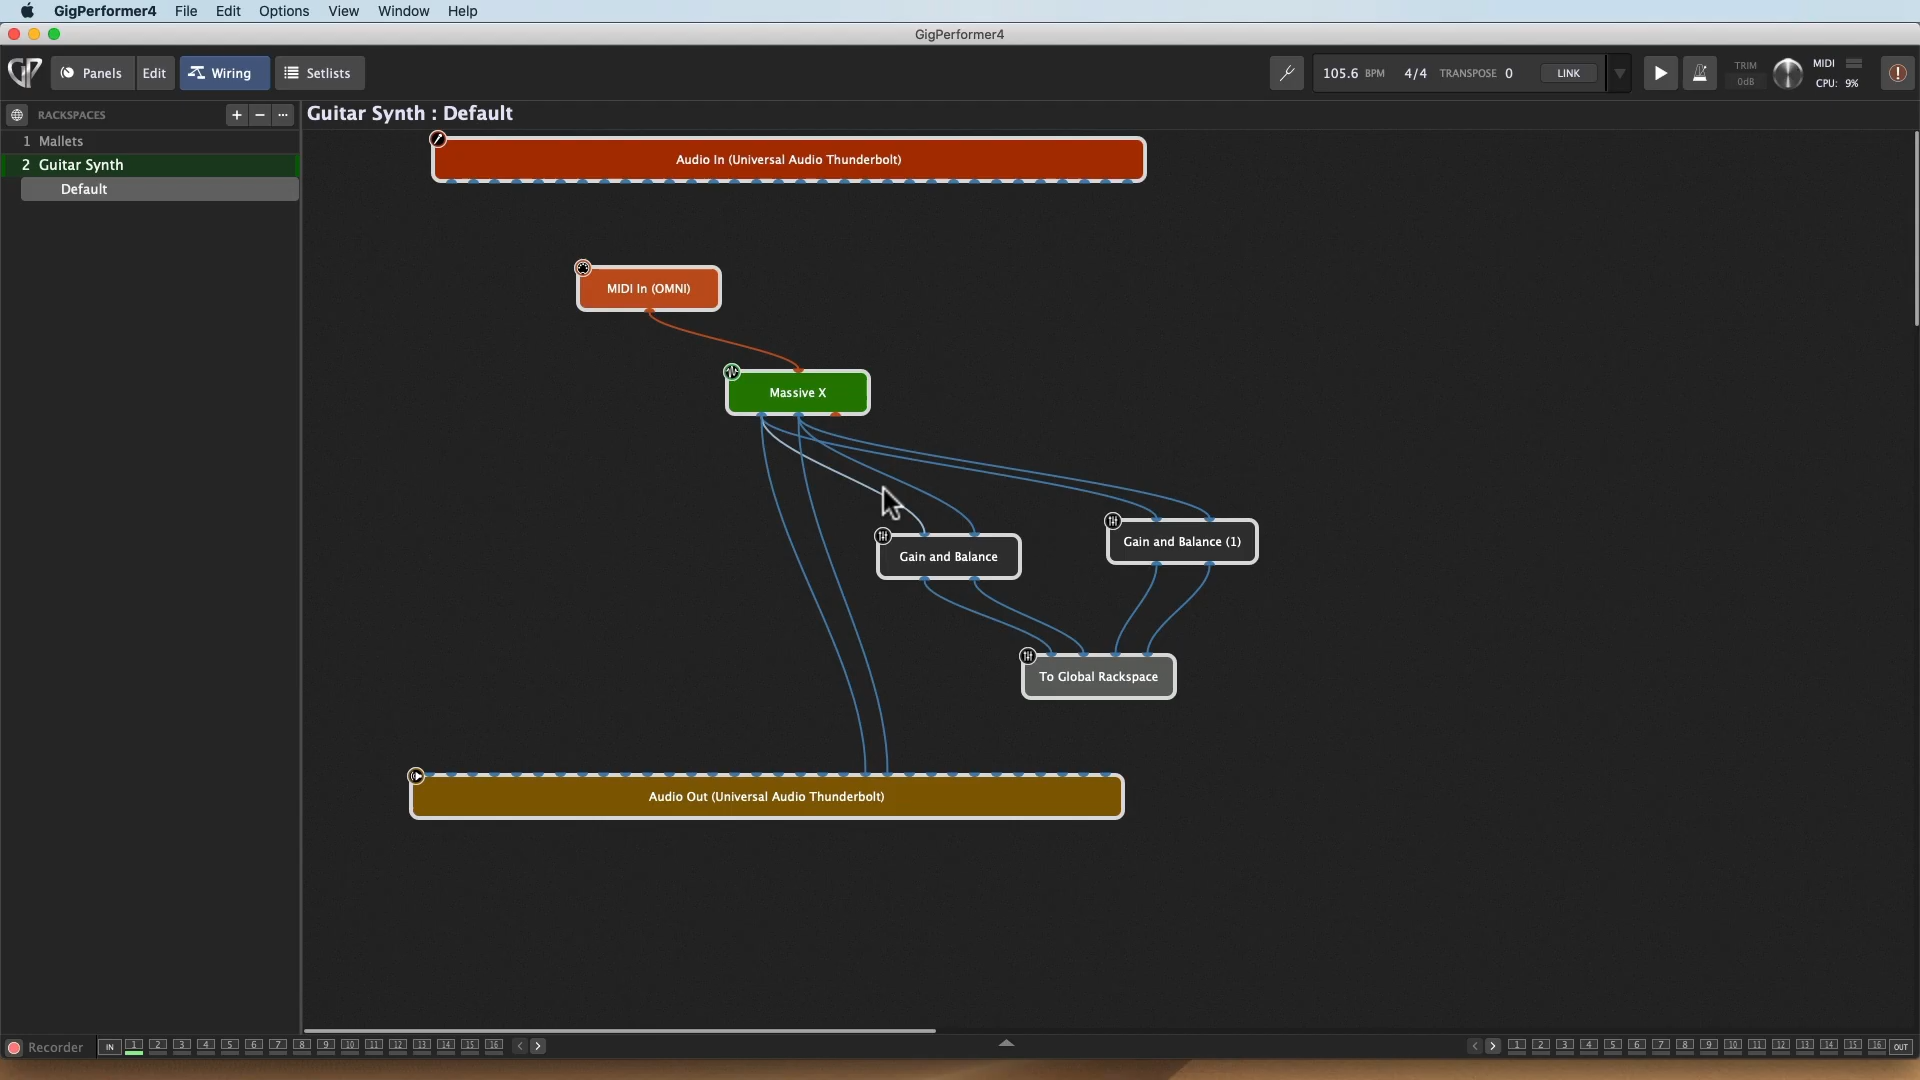 GigPerformer4 File Edit Options View Window Help
GigPerformer4
GP Panels Edit Wiring Setlists 105.6 BPM 4/4 TRANSPOSE 0 LINK TRIM 0dB MIDI CPU: 9%
RACKSPACES + − ...
Guitar Synth : Default
1 Mallets
2 Guitar Synth
Default
Audio In (Universal Audio Thunderbolt)
MIDI In (OMNI)
Massive X
Gain and Balance (1)
Gain and Balance
To Global Rackspace
Audio Out (Universal Audio Thunderbolt)
Recorder IN 1 2 3 4 5 6 7 8 9 10 11 12 13 14 15 16 < > < > 1 2 3 4 5 6 7 8 9 10 11 12 13 14 15 16 OUT